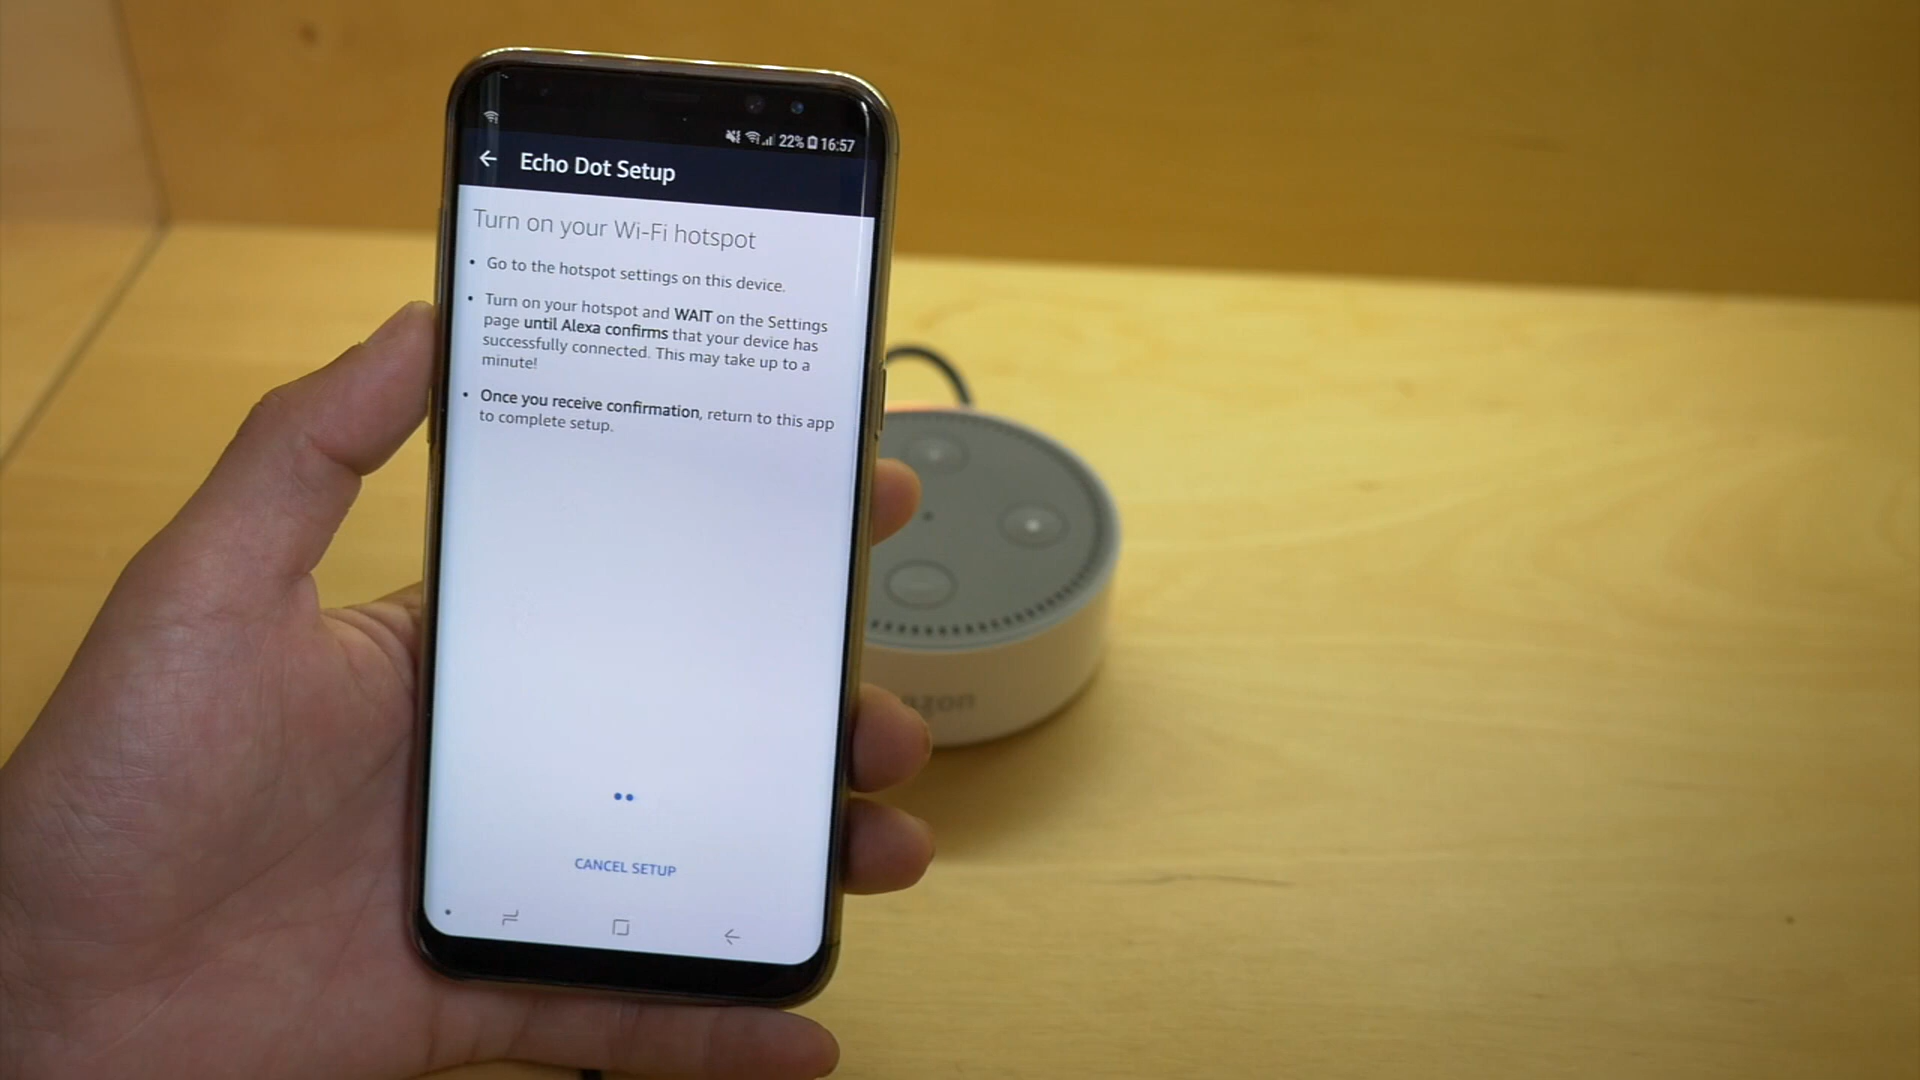 22% 16:57
Echo Dot Setup
Turn on your Wi-Fi hotspot
• Go to the hotspot settings on this device.
• Turn on your hotspot and WAIT on the Settings
page until Alexa confirms that your device has
successfully connected. This may take up to a
minute!
• Once you receive confirmation, return to this app
to complete setup.
CANCEL SETUP